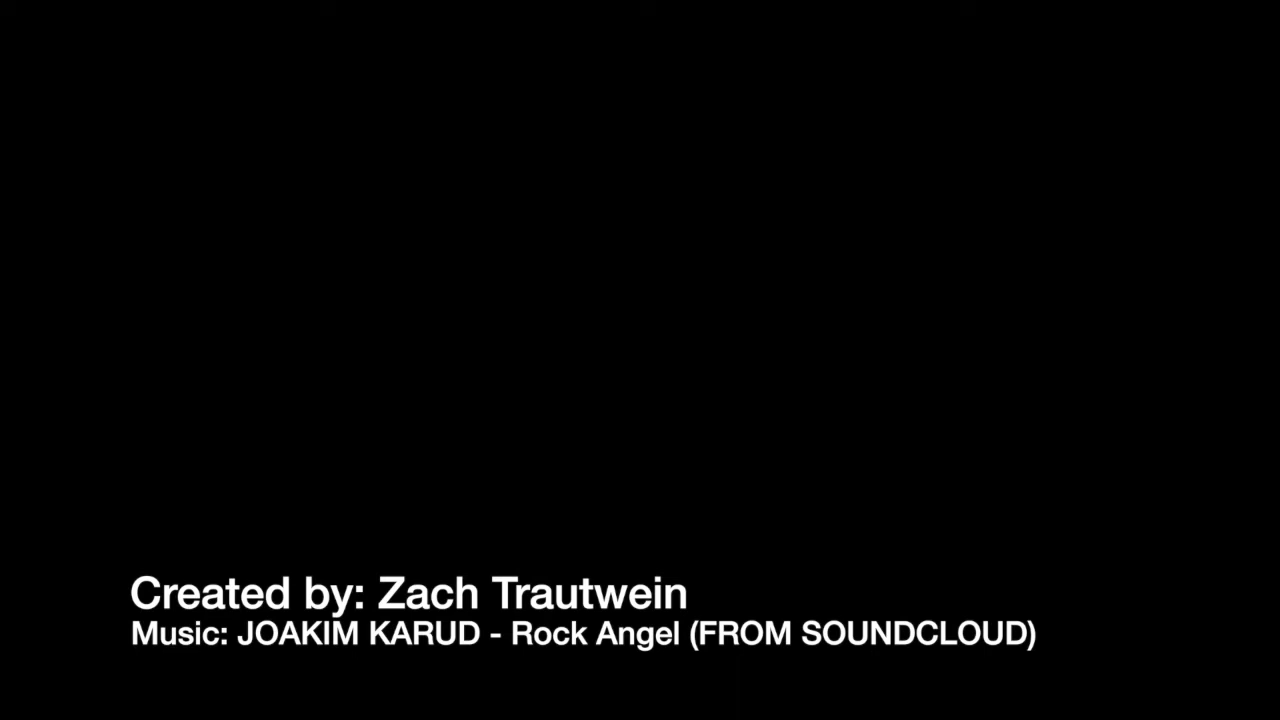 Created by: Zach Trautwein
Music: JOAKIM KARUD - Rock Angel (FROM SOUNDCLOUD)